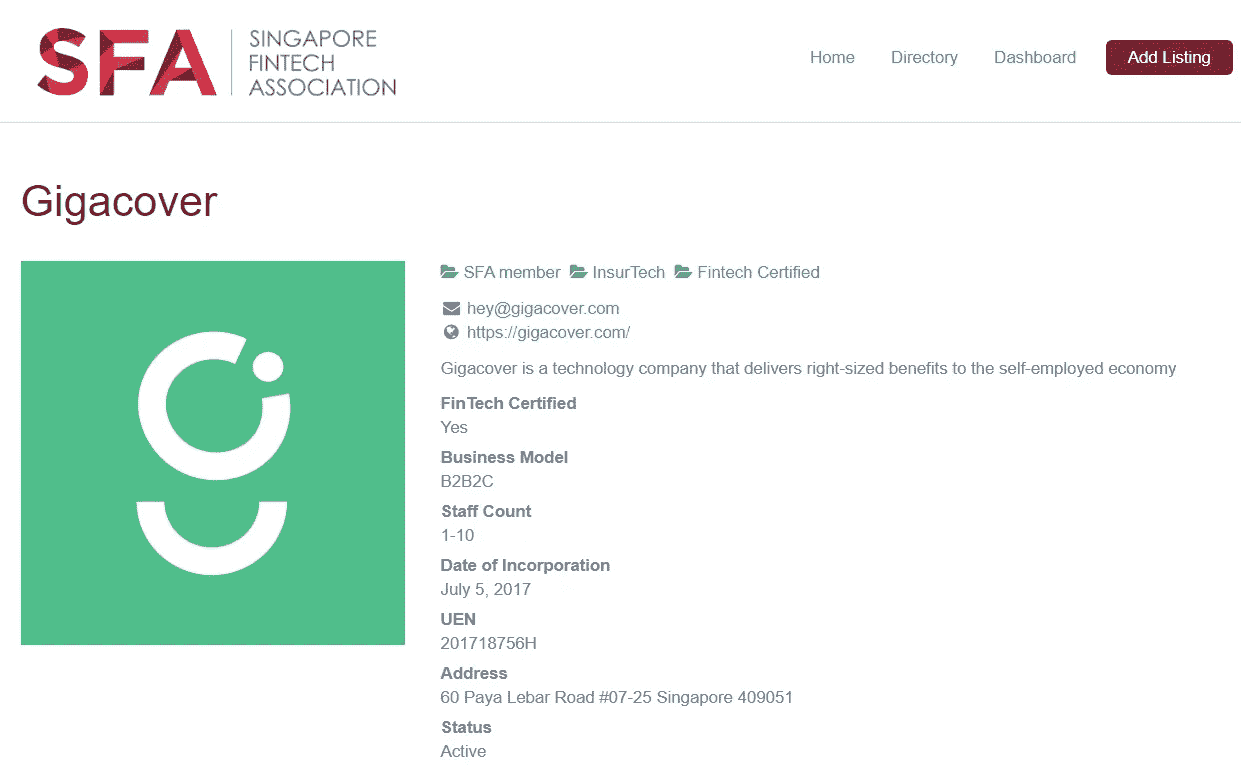 SFA
SINGAPORE
FINTECH
ASSOCIATION
Home Directory Dashboard Add Listing
Gigacover
SFA member InsurTech Fintech Certified
hey@gigacover.com
https://gigacover.com/
Gigacover is a technology company that delivers right-sized benefits to the self-employed economy
FinTech Certified
Yes
Business Model
B2B2C
Staff Count
1-10
Date of Incorporation
July 5, 2017
UEN
201718756H
Address
60 Paya Lebar Road #07-25 Singapore 409051
Status
Active